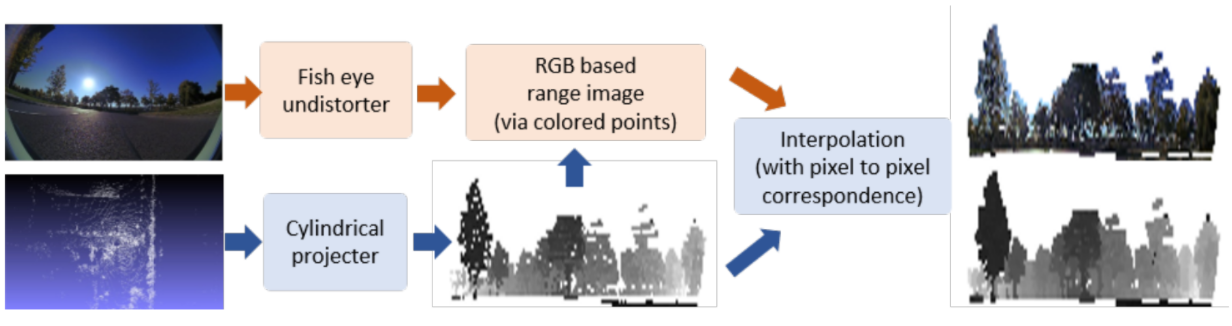 Fish eye
undistorter
RGB based
range image
(via colored points)
Interpolation
(with pixel to pixel
correspondence)
Cylindrical
projecter